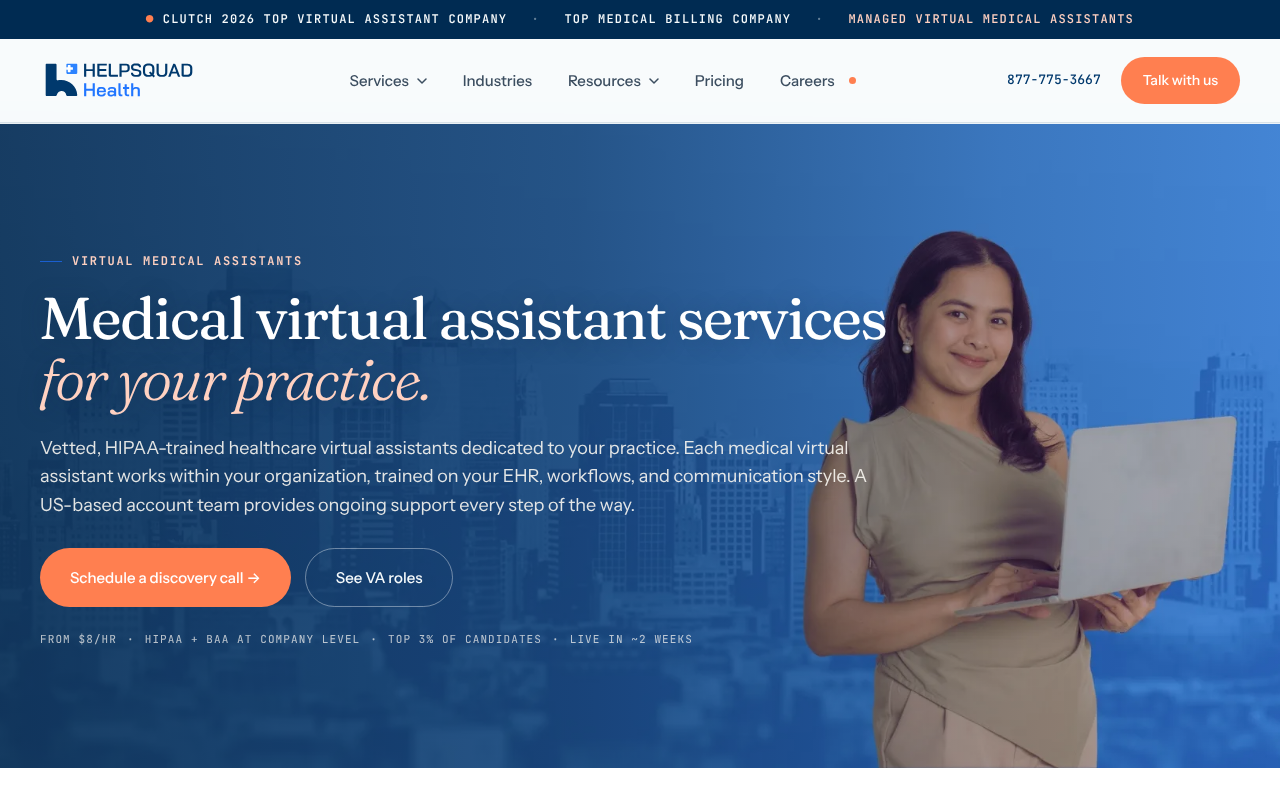 CLUTCH 2026 TOP VIRTUAL ASSISTANT COMPANY · TOP MEDICAL BILLING COMPANY · MANAGED VIRTUAL MEDICAL ASSISTANTS
HELPSQUAD
Health
Services Industries Resources Pricing Careers 877-775-3667 Talk with us
VIRTUAL MEDICAL ASSISTANTS
Medical virtual assistant services
for your practice.
Vetted, HIPAA-trained healthcare virtual assistants dedicated to your practice. Each medical virtual
assistant works within your organization, trained on your EHR, workflows, and communication style. A
US-based account team provides ongoing support every step of the way.
Schedule a discovery call → See VA roles
FROM $8/HR · HIPAA + BAA AT COMPANY LEVEL · TOP 3% OF CANDIDATES · LIVE IN ~2 WEEKS